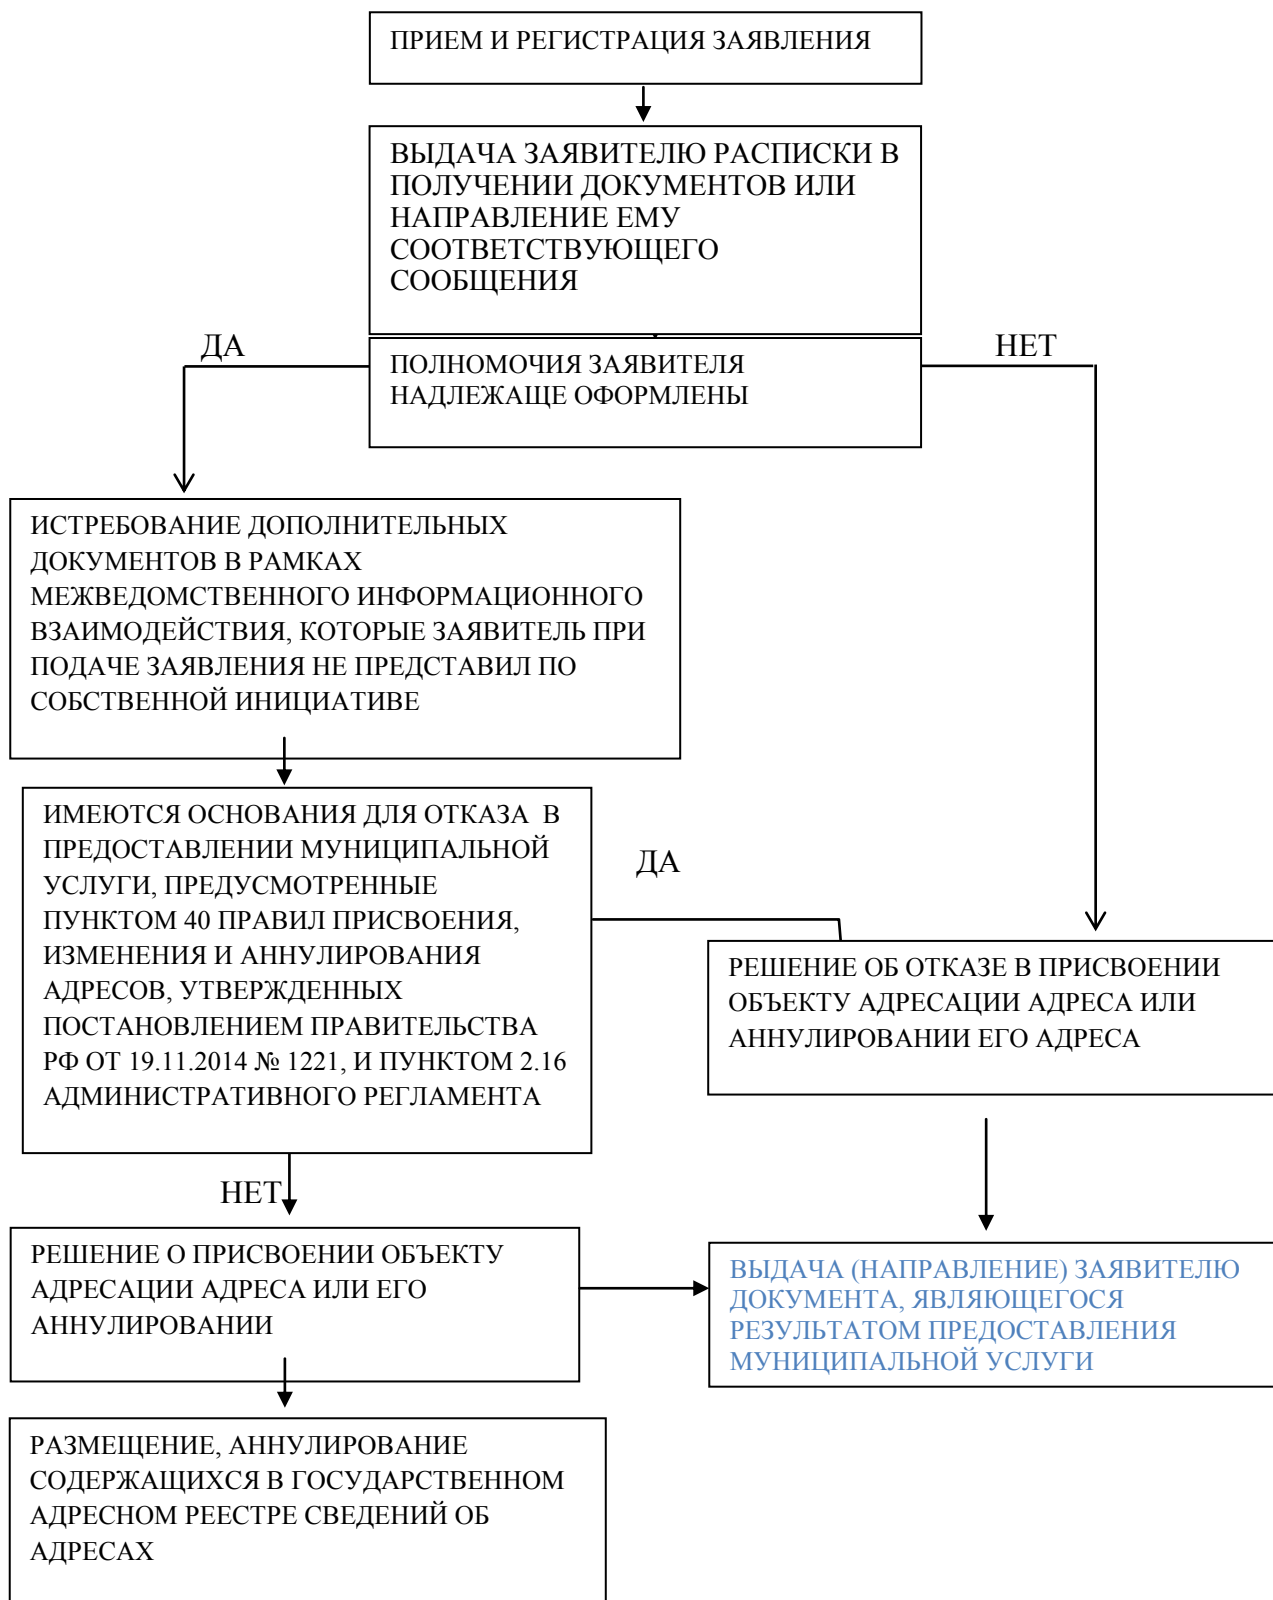 ПРИЕМ И РЕГИСТРАЦИЯ ЗАЯВЛЕНИЯ
ВЫДАЧА ЗАЯВИТЕЛЮ РАСПИСКИ В
ПОЛУЧЕНИИ ДОКУМЕНТОВ ИЛИ
НАПРАВЛЕНИЕ ЕМУ
СООТВЕТСТВУЮЩЕГО
СООБЩЕНИЯ
ДА
НЕТ
ПОЛНОМОЧИЯ ЗАЯВИТЕЛЯ
НАДЛЕЖАЩЕ ОФОРМЛЕНЫ
ИСТРЕБОВАНИЕ ДОПОЛНИТЕЛЬНЫХ
ДОКУМЕНТОВ В РАМКАХ
МЕЖВЕДОМСТВЕННОГО ИНФОРМАЦИОННОГО
ВЗАИМОДЕЙСТВИЯ, КОТОРЫЕ ЗАЯВИТЕЛЬ ПРИ
ПОДАЧЕ ЗАЯВЛЕНИЯ НЕ ПРЕДСТАВИЛ ПО
СОБСТВЕННОЙ ИНИЦИАТИВЕ
ИМЕЮТСЯ ОСНОВАНИЯ ДЛЯ ОТКАЗА В
ПРЕДОСТАВЛЕНИИ МУНИЦИПАЛЬНОЙ
УСЛУГИ, ПРЕДУСМОТРЕННЫЕ
ПУНКТОМ 40 ПРАВИЛ ПРИСВОЕНИЯ,
ИЗМЕНЕНИЯ И АННУЛИРОВАНИЯ
АДРЕСОВ, УТВЕРЖДЕННЫХ
ПОСТАНОВЛЕНИЕМ ПРАВИТЕЛЬСТВА
РФ ОТ 19.11.2014 № 1221, И ПУНКТОМ 2.16
АДМИНИСТРАТИВНОГО РЕГЛАМЕНТА
ДА
РЕШЕНИЕ ОБ ОТКАЗЕ В ПРИСВОЕНИИ
ОБЪЕКТУ АДРЕСАЦИИ АДРЕСА ИЛИ
АННУЛИРОВАНИИ ЕГО АДРЕСА
НЕТ
РЕШЕНИЕ О ПРИСВОЕНИИ ОБЪЕКТУ
АДРЕСАЦИИ АДРЕСА ИЛИ ЕГО
АННУЛИРОВАНИИ
ВЫДАЧА (НАПРАВЛЕНИЕ) ЗАЯВИТЕЛЮ
ДОКУМЕНТА, ЯВЛЯЮЩЕГОСЯ
РЕЗУЛЬТАТОМ ПРЕДОСТАВЛЕНИЯ
МУНИЦИПАЛЬНОЙ УСЛУГИ
РАЗМЕЩЕНИЕ, АННУЛИРОВАНИЕ
СОДЕРЖАЩИХСЯ В ГОСУДАРСТВЕННОМ
АДРЕСНОМ РЕЕСТРЕ СВЕДЕНИЙ ОБ
АДРЕСАХ